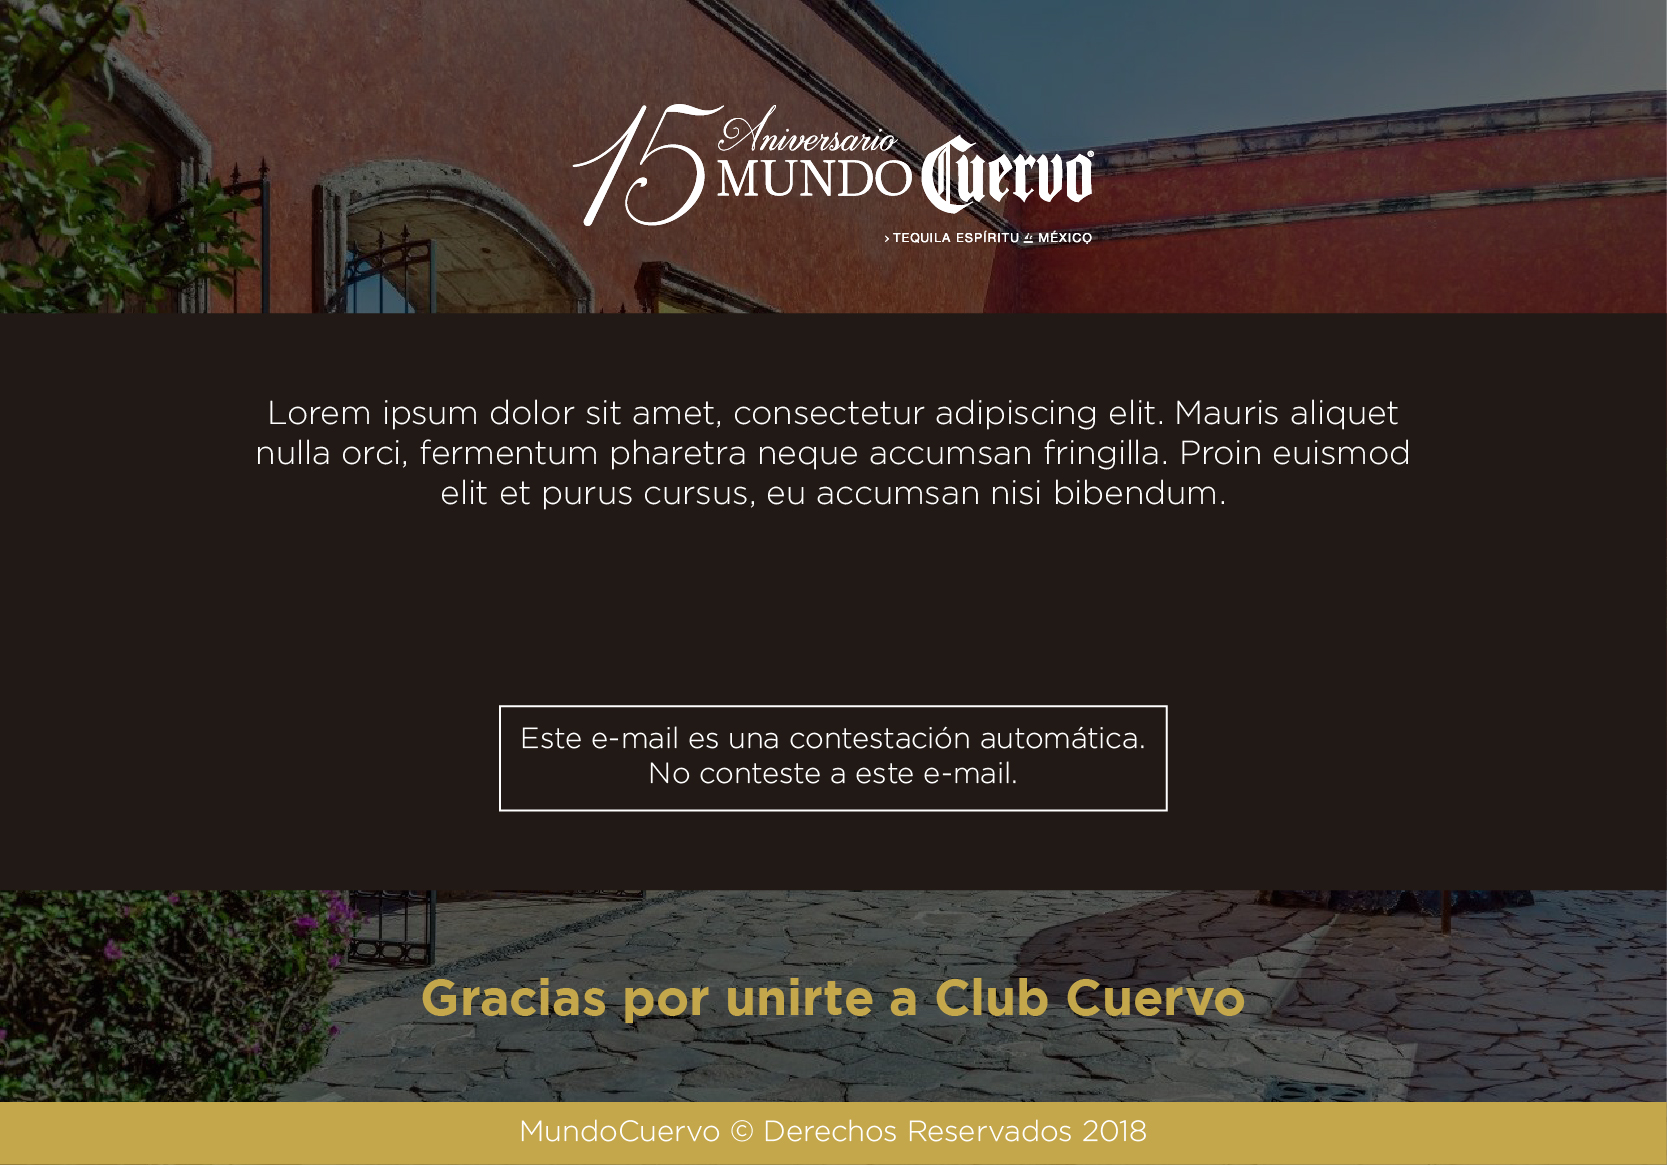 15 Aniversario
MUNDO Cuervo®
› TEQUILA ESPÍRITU de MÉXICO
Lorem ipsum dolor sit amet, consectetur adipiscing elit. Mauris aliquet
nulla orci, fermentum pharetra neque accumsan fringilla. Proin euismod
elit et purus cursus, eu accumsan nisi bibendum.
Este e-mail es una contestación automática.
No conteste a este e-mail.
Gracias por unirte a Club Cuervo
MundoCuervo © Derechos Reservados 2018